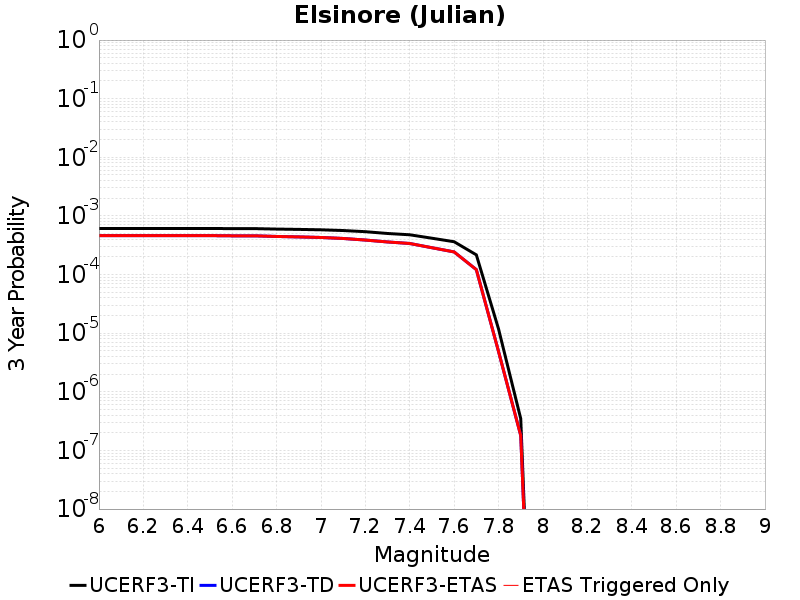 Elsinore (Julian)
10^0
10^-1
10^-2
10^-3
10^-4
10^-5
10^-6
10^-7
10^-8
3 Year Probability
6 6.2 6.4 6.6 6.8 7 7.2 7.4 7.6 7.8 8 8.2 8.4 8.6 8.8 9
Magnitude
UCERF3-TI UCERF3-TD UCERF3-ETAS ETAS Triggered Only